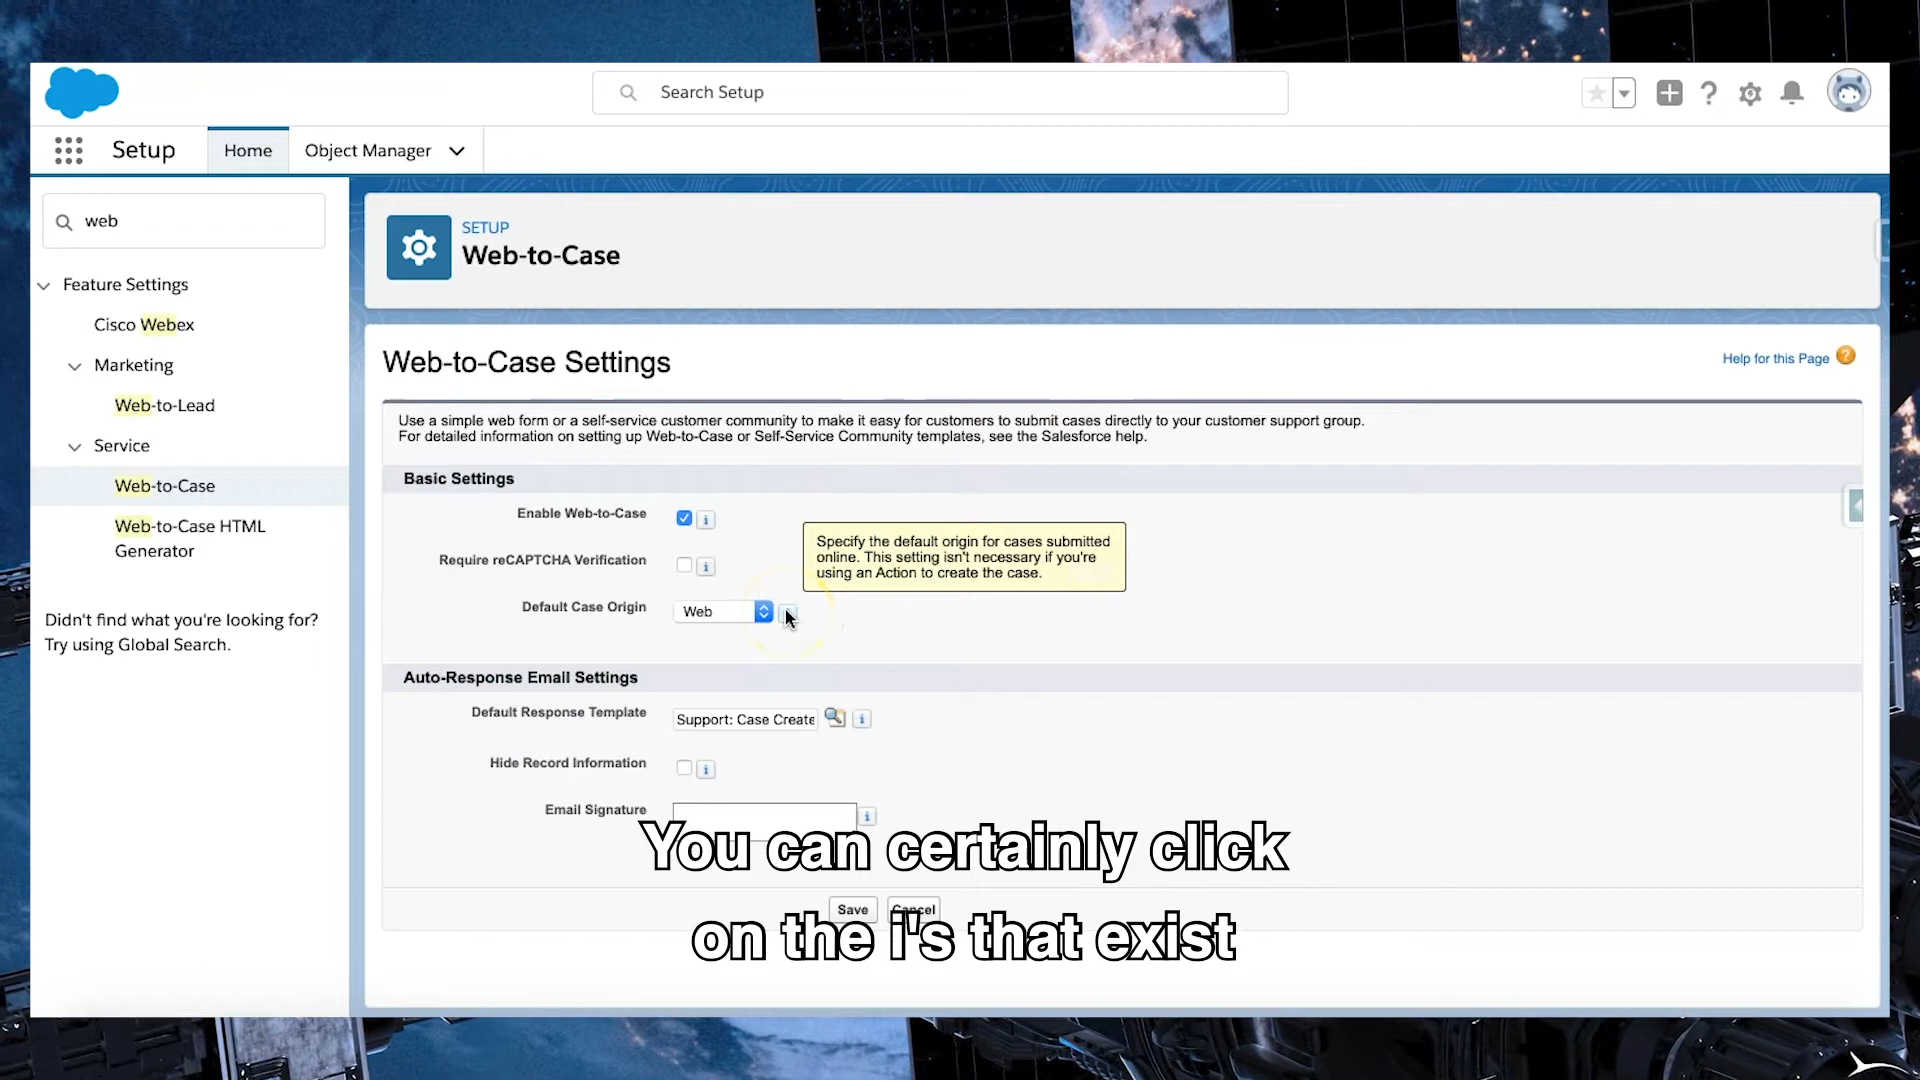 Search Setup
Setup
Home
Object Manager
web
Feature Settings
Cisco Webex
Marketing
Web-to-Lead
Service
Web-to-Case
Web-to-Case HTML
Generator
Didn't find what you're looking for?
Try using Global Search.
SETUP
Web-to-Case
Web-to-Case Settings
Help for this Page
Use a simple web form or a self-service customer community to make it easy for customers to submit cases directly to your customer support group.
For detailed information on setting up Web-to-Case or Self-Service Community templates, see the Salesforce help.
Basic Settings
Enable Web-to-Case
Require reCAPTCHA Verification
Specify the default origin for cases submitted
online. This setting isn't necessary if you're
using an Action to create the case.
Default Case Origin
Web
Auto-Response Email Settings
Default Response Template
Support: Case Create
Hide Record Information
Email Signature
Save
Cancel
You can certainly click
on the i's that exist